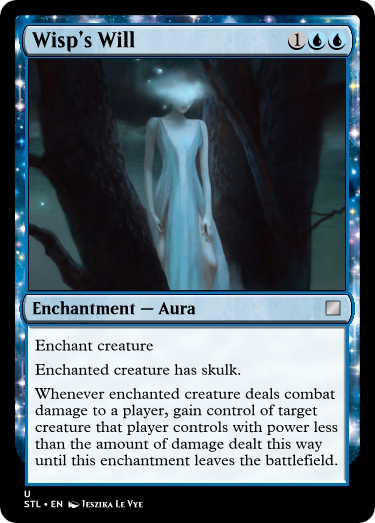 Wisp's Will 1
Enchantment — Aura
Enchant creature
Enchanted creature has skulk.
Whenever enchanted creature deals combat
damage to a player, gain control of target
creature that player controls with power less
than the amount of damage dealt this way
until this enchantment leaves the battlefield.
U
STL • EN Jeszika Le Vye